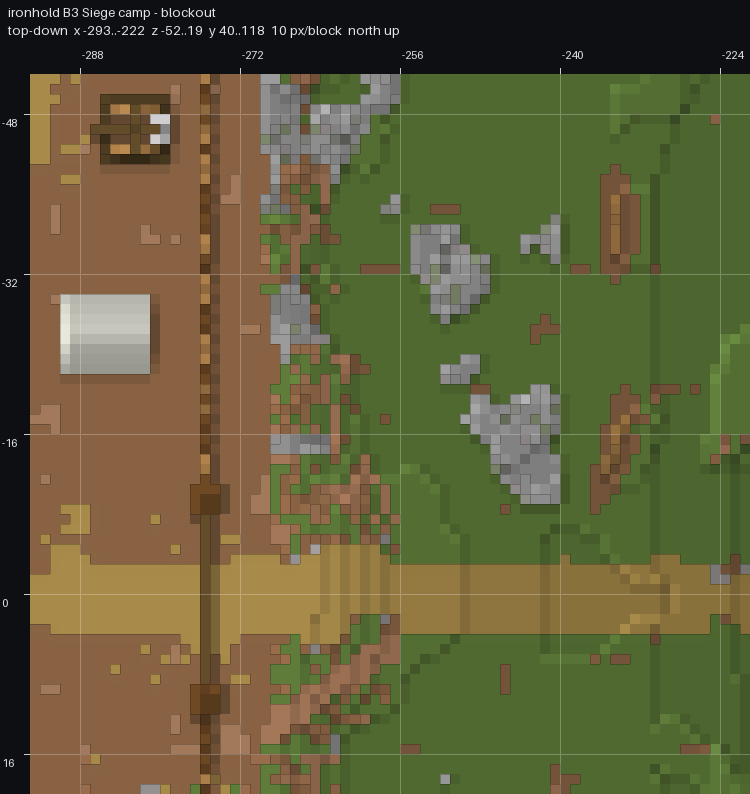 ironhold B3 Siege camp - blockout
top-down  x -293..-222  z -52..19  y 40..118  10 px/block  north up
-288 -272 -256 -240 -224
-48
-32
-16
0
16